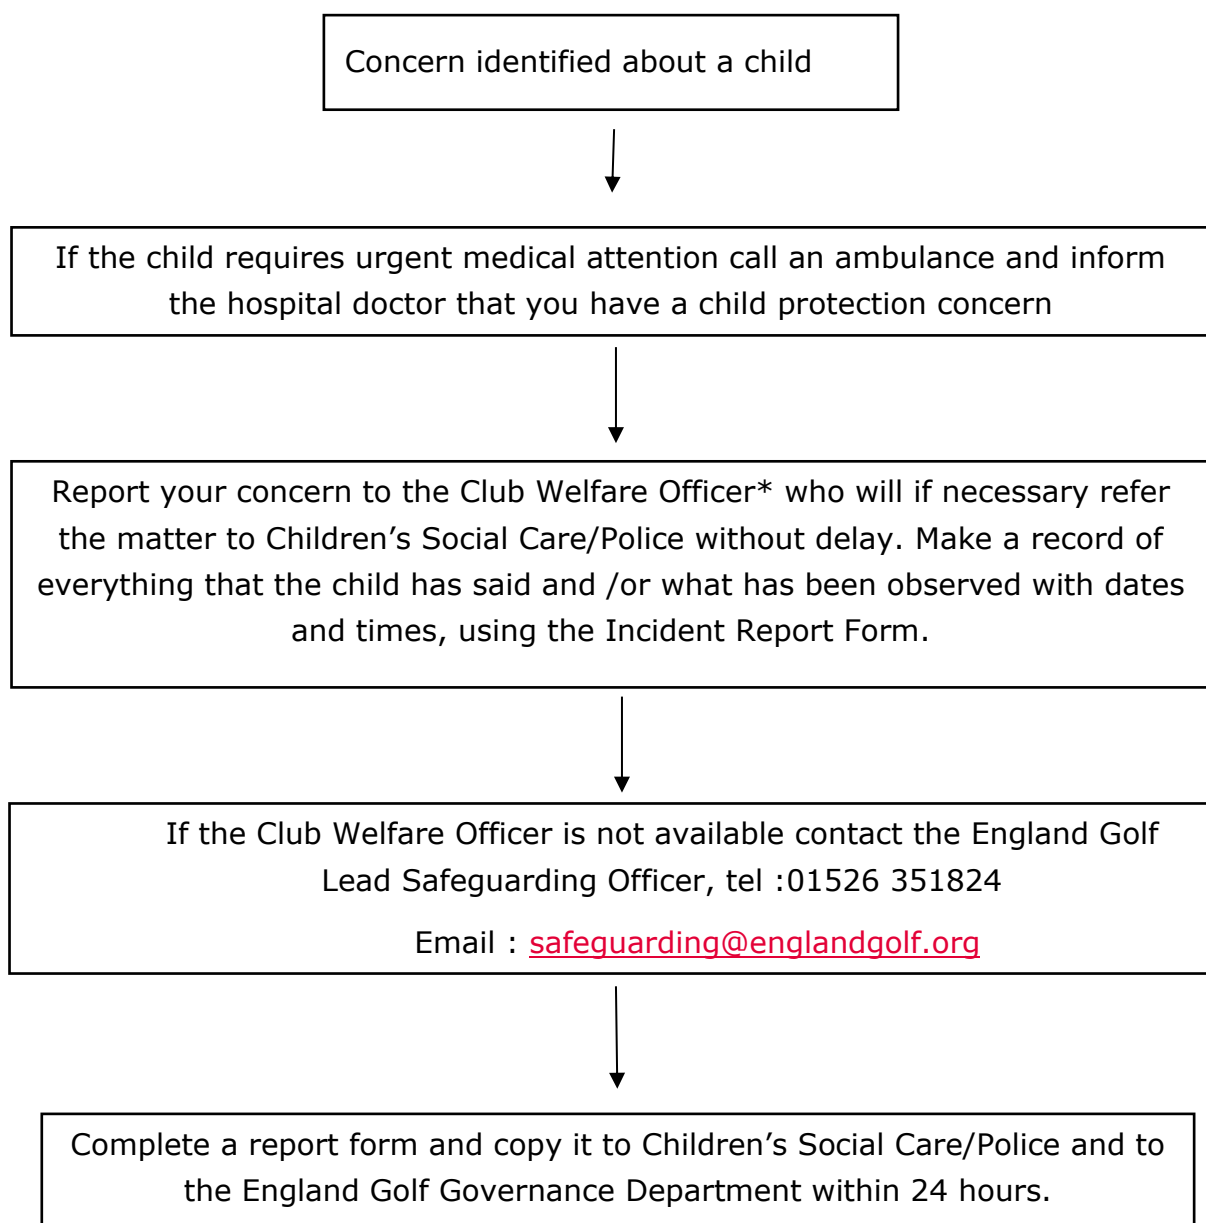 Concern identified about a child
If the child requires urgent medical attention call an ambulance and inform
the hospital doctor that you have a child protection concern
Report your concern to the Club Welfare Officer* who will if necessary refer
the matter to Children’s Social Care/Police without delay. Make a record of
everything that the child has said and /or what has been observed with dates
and times, using the Incident Report Form.
If the Club Welfare Officer is not available contact the England Golf
Lead Safeguarding Officer, tel :01526 351824
Email : safeguarding@englandgolf.org
Complete a report form and copy it to Children’s Social Care/Police and to
the England Golf Governance Department within 24 hours.